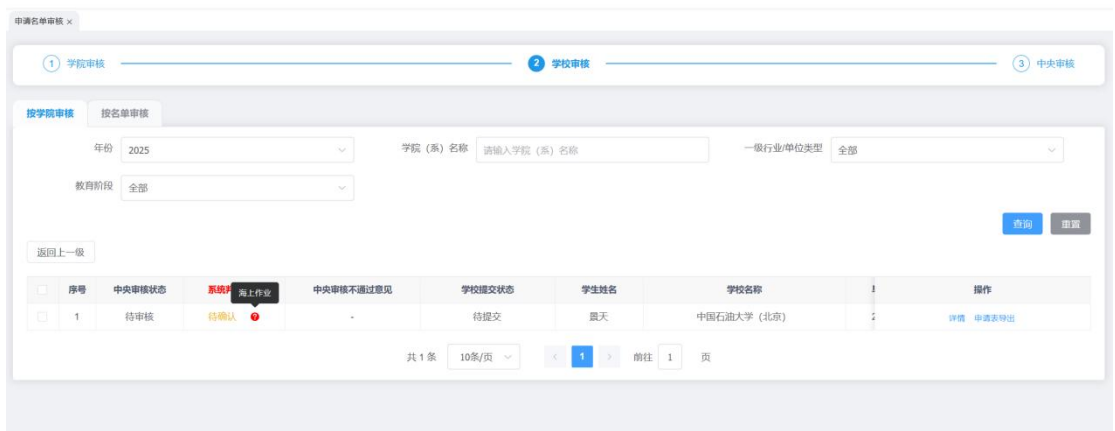 申请名单审核 ×
1 学院审核 2 学校审核 3 中央审核
按学院审核 按名单审核
年份 2025 学院（系）名称 请输入学院（系）名称 一级行业/单位类型 全部
教育阶段 全部
查询 重置
返回上一级
海上作业
序号 中央审核状态 系统 中央审核不通过意见 学校提交状态 学生姓名 学校名称 操作
1 待审核 待确认 ? - 待提交 景天 中国石油大学（北京） 详情 申请表导出
共 1 条 10条/页 < 1 > 前往 1 页